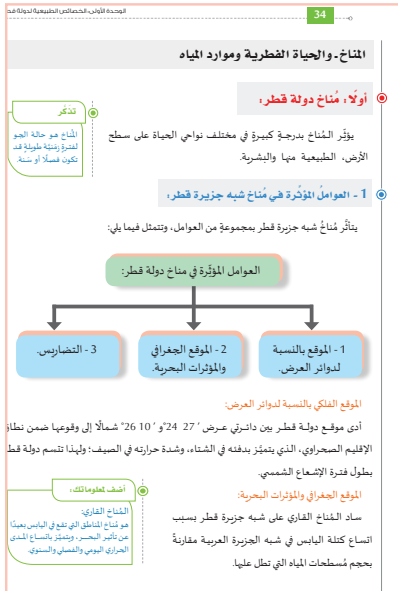 34
الوحدة الأولى: الخصائص الطبيعية لدولة قط
المناخ. والحياة الفطرية وموارد المياه
أولًا: مُناخ دولة قطر:
تذكّر
المُناخ هو حالة الجو
لفترة زمنيّة طويلة قد
تكون فصلًا أو سَنة.
يؤثِّر المُناخ بدرجةٍ كبيرةٍ في مختلف نواحي الحياة على سطح
الأرض، الطبيعية منها والبشرية.
1 - العواملُ المؤثِّرة في مُناخ شبه جزيرة قطر:
يتأثَّر مُناخُ شبه جزيرة قطر بمجموعةٍ من العوامل، وتتمثل فيما يلي:
العوامل المؤثِّرة في مناخ دولة قطر:
1 - الموقع بالنسبة
لدوائر العرض.
2 - الموقع الجغرافي
والمؤثرات البحرية.
3 - التضاريس.
الموقع الفلكي بالنسبة لدوائر العرض:
أدى موقع دولة قطر بين دائرتي عرض ′ 27 24°و ′ 10 26° شمالًا إلى وقوعها ضمن نطاق
الإقليم الصحراوي، الذي يتميَّز بدفئه في الشتاء، وشدة حرارته في الصيف؛ ولهذا تتسم دولة قط
بطول فترة الإشعاع الشمسي.
الموقع الجغرافي والمؤثرات البحرية:
ساد المُناخ القاري على شبه جزيرة قطر بسبب
اتساع كتلة اليابس في شبه الجزيرة العربية مقارنةً
بحجم مُسطحات المياه التي تطل عليها.
أضف لمعلوماتك:
المُناخ القاري:
هو مُناخ المناطق التي تقع في اليابس بعيدًا
عن تأثير البحر، ويتميّز باتساع المدى
الحراري اليومي والفصلي والسنوي.